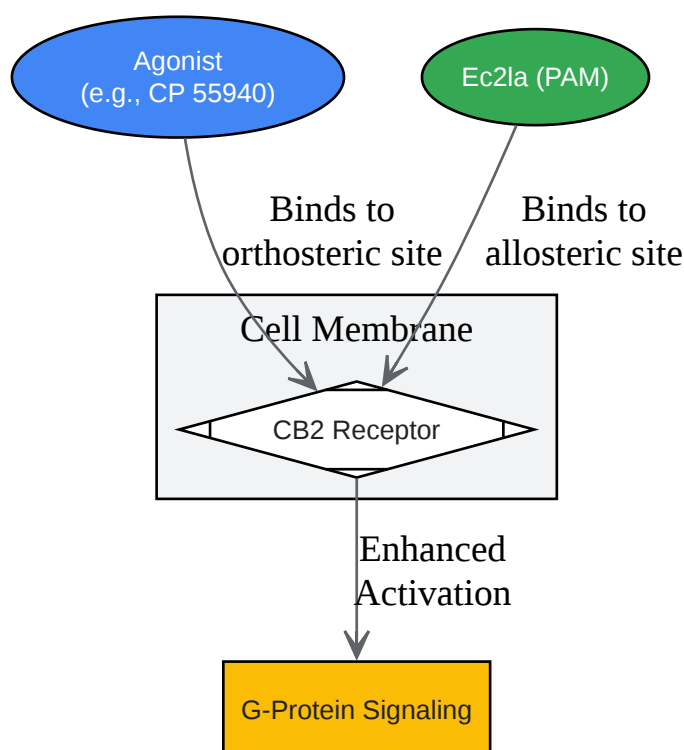 Agonist
(e.g., CP 55940)
Ec2la (PAM)
Binds to
orthosteric site
Binds to
allosteric site
Cell Membrane
CB2 Receptor
Enhanced
Activation
G-Protein Signaling